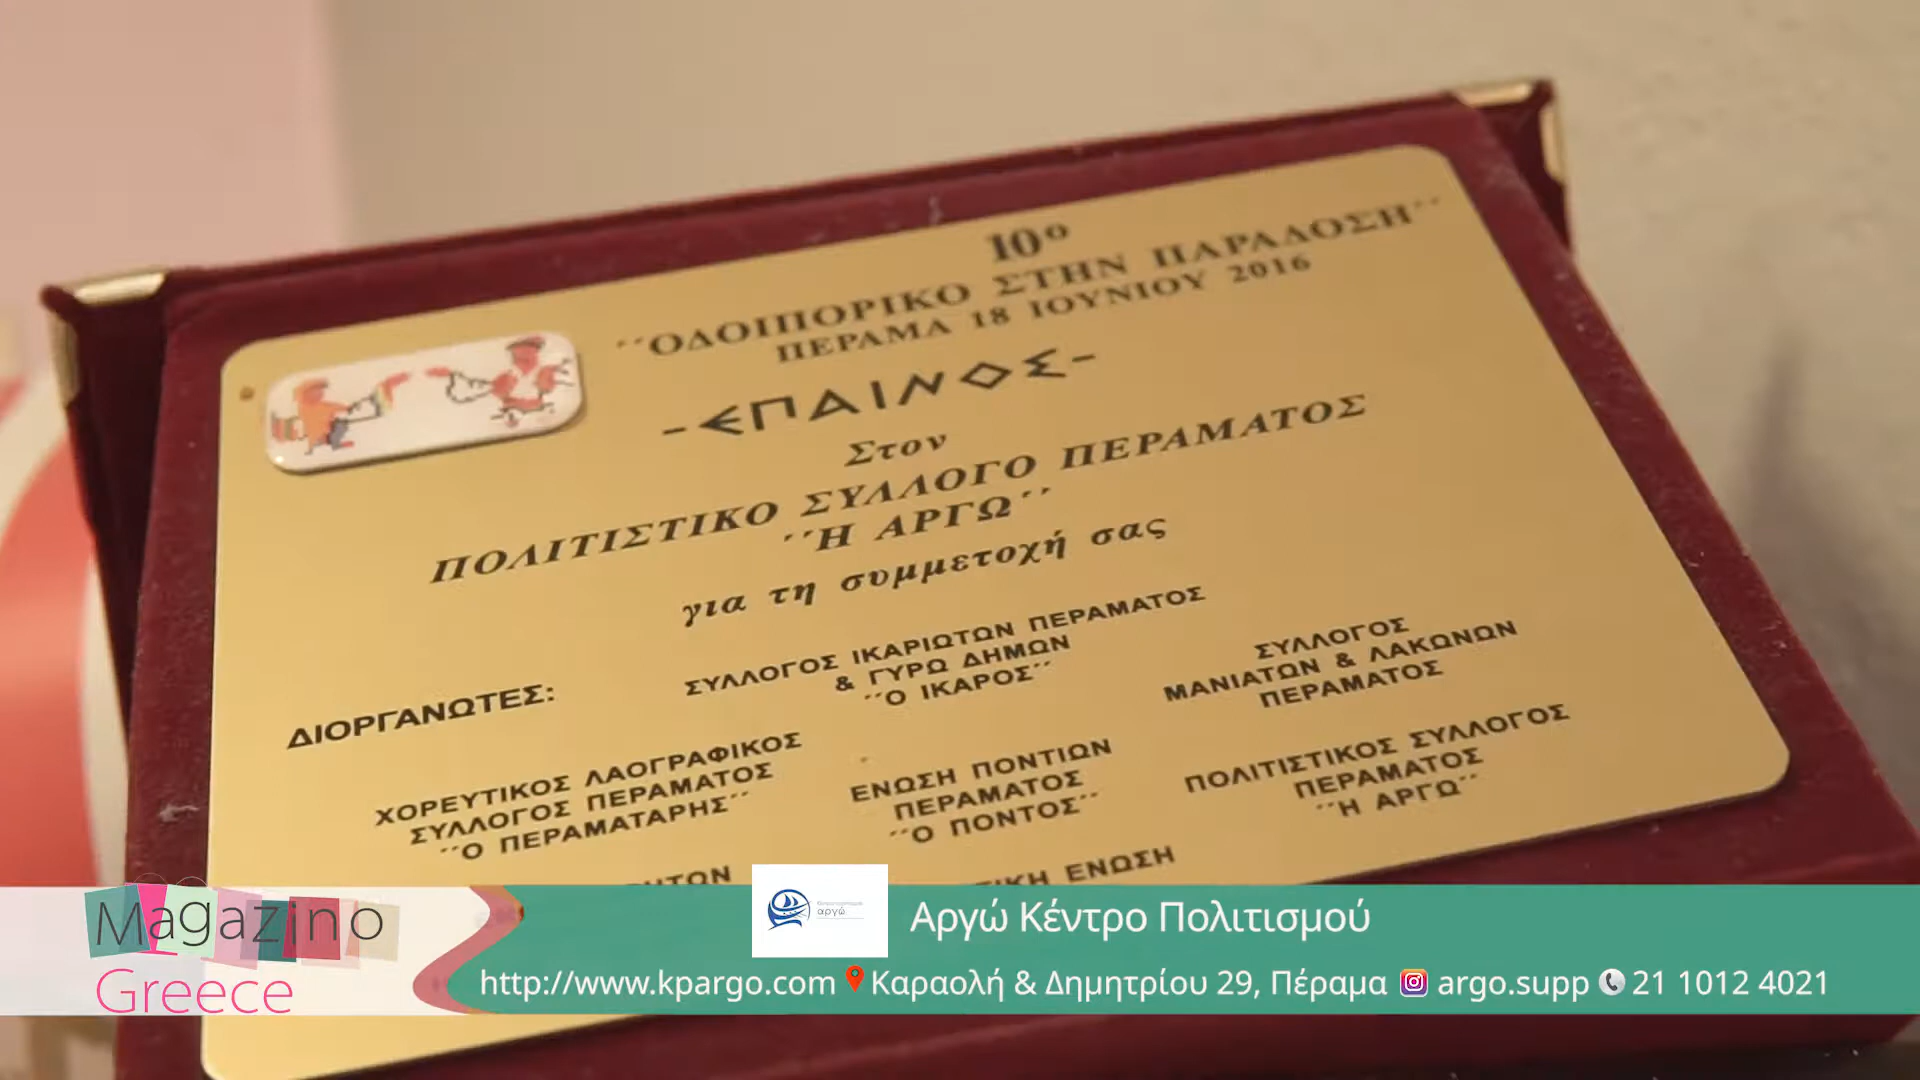 10º
΄΄ΟΔΟΙΠΟΡΙΚΟ ΣΤΗΝ ΠΑΡΑΔΟΣΗ΄΄
ΠΕΡΑΜΑ 18 ΙΟΥΝΙΟΥ 2016
-ΕΠΑΙΝΟΣ-
Στον
ΠΟΛΙΤΙΣΤΙΚΟ ΣΥΛΛΟΓΟ ΠΕΡΑΜΑΤΟΣ
΄΄Η ΑΡΓΩ΄΄
για τη συμμετοχή σας
ΔΙΟΡΓΑΝΩΤΕΣ:
ΣΥΛΛΟΓΟΣ ΙΚΑΡΙΩΤΩΝ ΠΕΡΑΜΑΤΟΣ
& ΓΥΡΩ ΔΗΜΩΝ
΄΄Ο ΙΚΑΡΟΣ΄΄
ΣΥΛΛΟΓΟΣ
ΜΑΝΙΑΤΩΝ & ΛΑΚΩΝΩΝ
ΠΕΡΑΜΑΤΟΣ
ΧΟΡΕΥΤΙΚΟΣ ΛΑΟΓΡΑΦΙΚΟΣ
ΣΥΛΛΟΓΟΣ ΠΕΡΑΜΑΤΟΣ
΄΄Ο ΠΕΡΑΜΑΤΑΡΗΣ΄΄
ΕΝΩΣΗ ΠΟΝΤΙΩΝ
ΠΕΡΑΜΑΤΟΣ
΄΄Ο ΠΟΝΤΟΣ΄΄
ΠΟΛΙΤΙΣΤΙΚΟΣ ΣΥΛΛΟΓΟΣ
ΠΕΡΑΜΑΤΟΣ
΄΄Η ΑΡΓΩ΄΄
ΕΝΩΣΗ
Magazino
Greece
αργώ
Αργώ Κέντρο Πολιτισμού
http://www.kpargo.com Καραολή & Δημητρίου 29, Πέραμα argo.supp 21 1012 4021